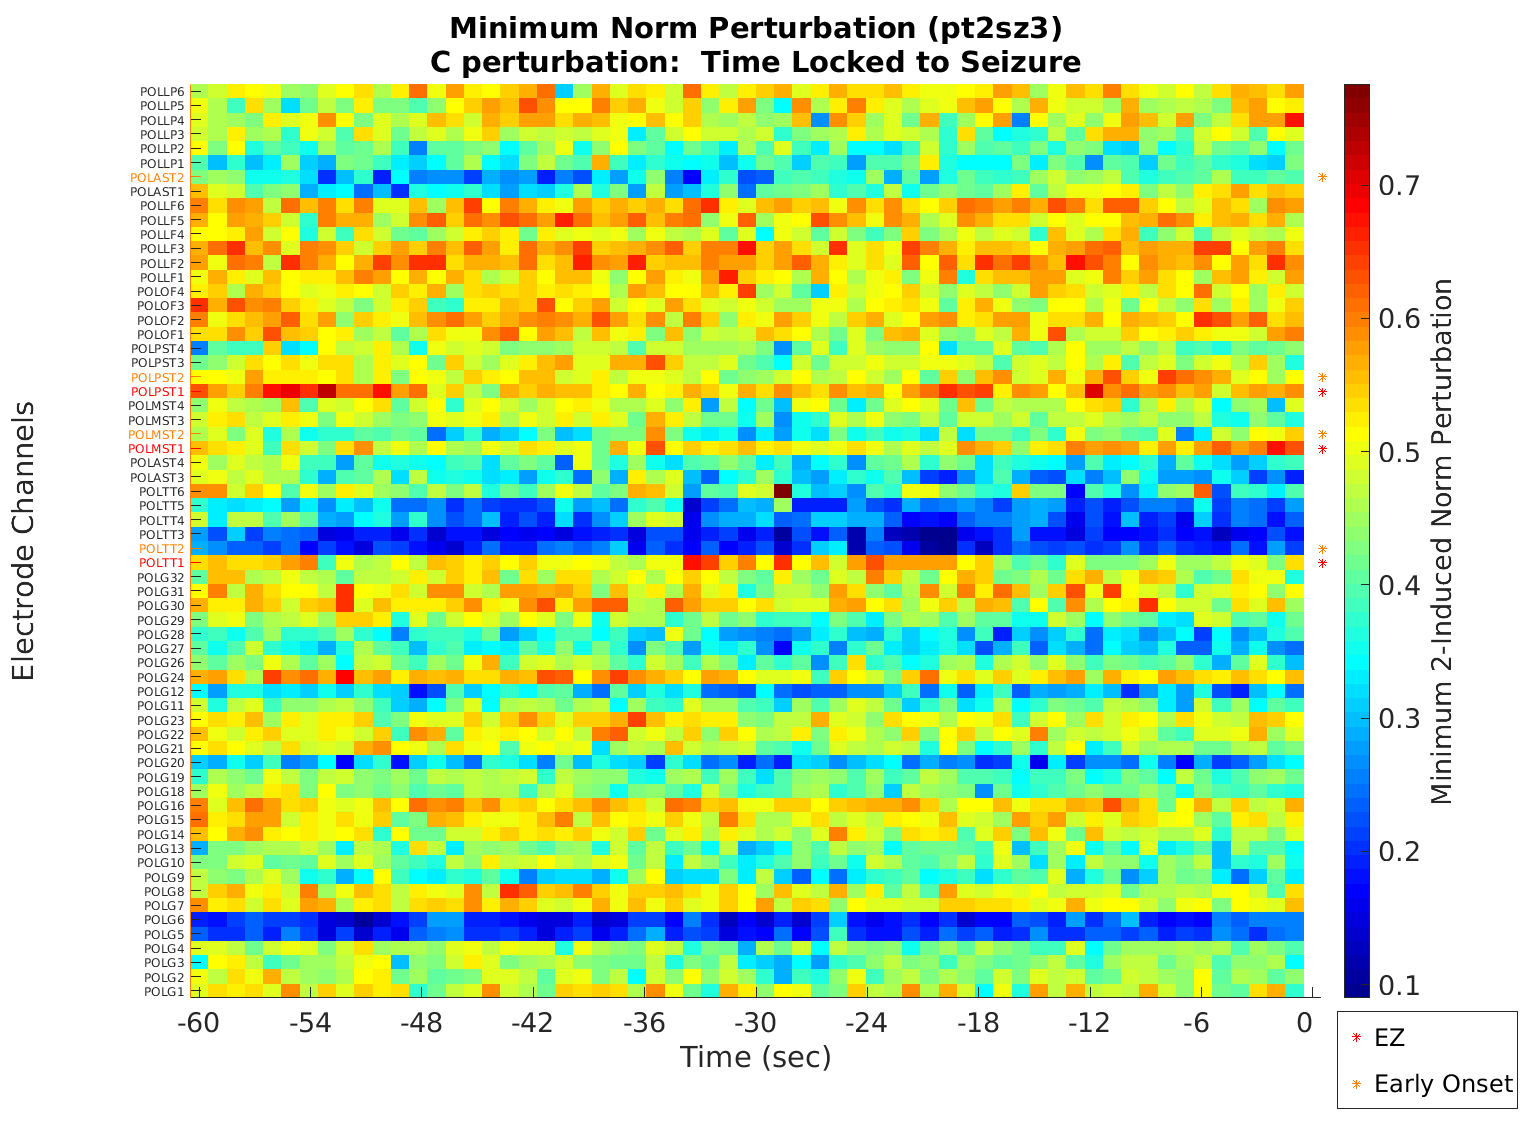 Minimum Norm Perturbation (pt2sz3)
C perturbation:  Time Locked to Seizure
Electrode Channels
POLLP6
POLLP5
POLLP4
POLLP3
POLLP2
POLLP1
POLAST2
POLAST1
POLLF6
POLLF5
POLLF4
POLLF3
POLLF2
POLLF1
POLOF4
POLOF3
POLOF2
POLOF1
POLPST4
POLPST3
POLPST2
POLPST1
POLMST4
POLMST3
POLMST2
POLMST1
POLAST4
POLAST3
POLTT6
POLTT5
POLTT4
POLTT3
POLTT2
POLTT1
POLG32
POLG31
POLG30
POLG29
POLG28
POLG27
POLG26
POLG24
POLG12
POLG11
POLG23
POLG22
POLG21
POLG20
POLG19
POLG18
POLG16
POLG15
POLG14
POLG13
POLG10
POLG9
POLG8
POLG7
POLG6
POLG5
POLG4
POLG3
POLG2
POLG1
-60 -54 -48 -42 -36 -30 -24 -18 -12 -6 0
Time (sec)
0.7
0.6
0.5
0.4
0.3
0.2
0.1
Minimum 2-Induced Norm Perturbation
EZ
Early Onset